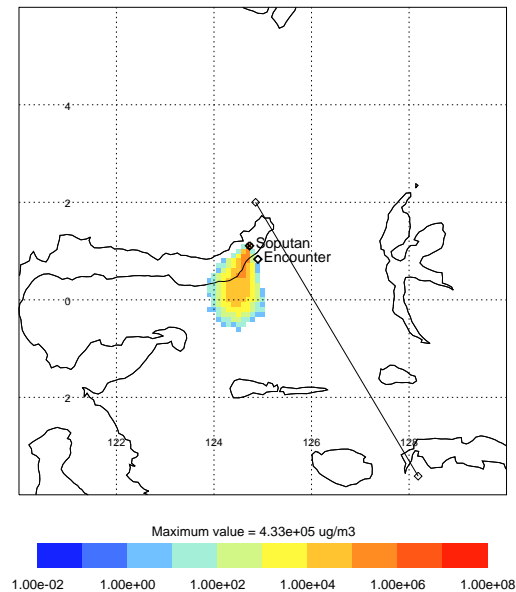 4
2
Soputan
Encounter
0
2
122 124 126 128
Maximum value = 4.33e+05 ug/m3
1.00e-02 1.00e+00 1.00e+02 1.00e+04 1.00e+06 1.00e+08